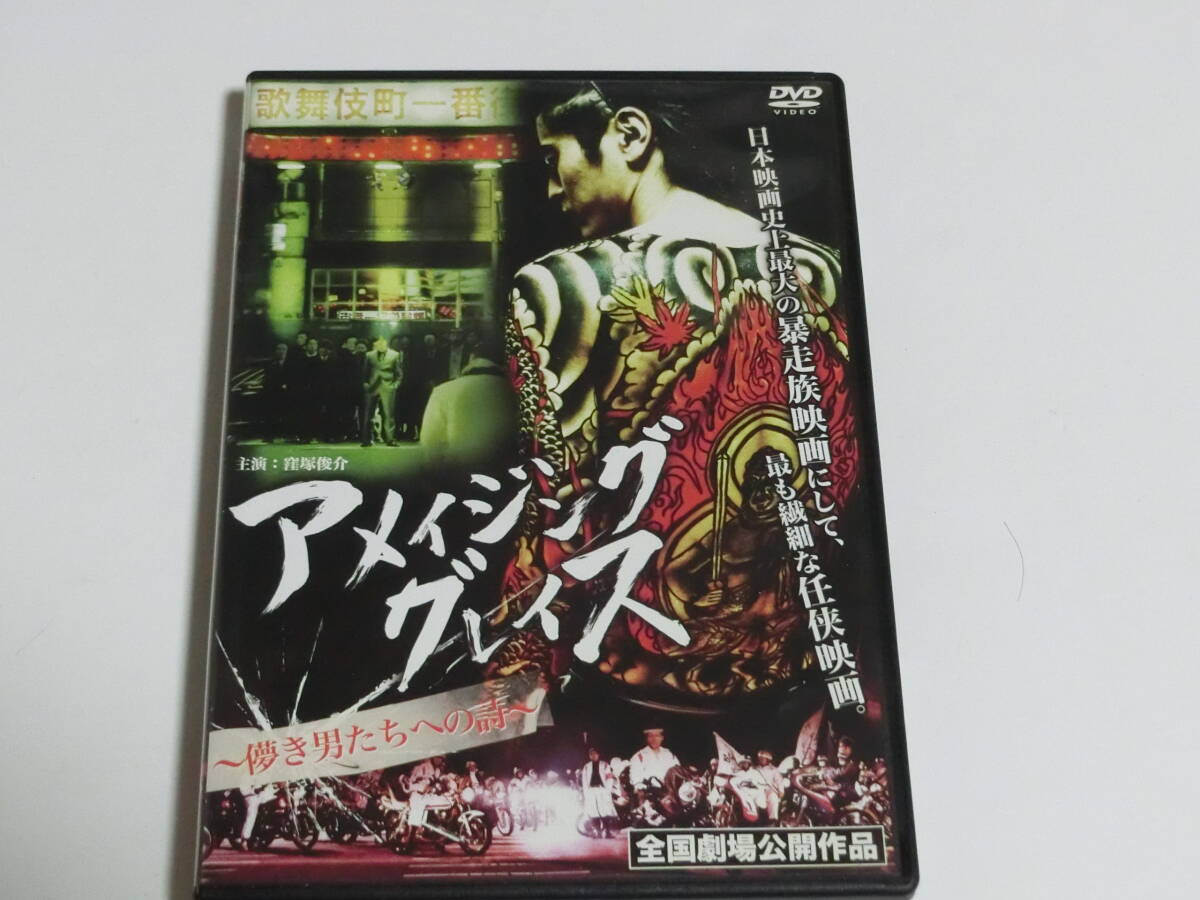 歌舞伎町一番
DVD
VIDEO
日本映画史上最大の暴走族映画にして、
最も繊細な任侠映画。
主演：窪塚俊介
アメイジング
グレイス
～儚き男たちへの詩～
全国劇場公開作品